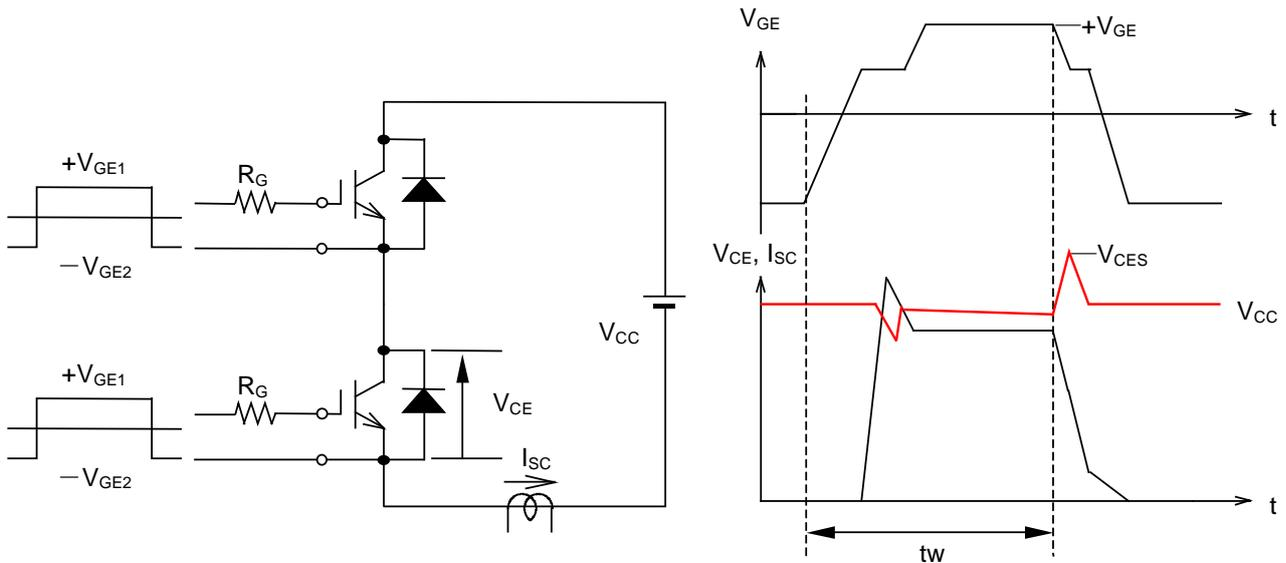 +VGE1
RG
—VGE2
+VGE1
RG
—VGE2
VCE
ISC
VCC
VGE
+VGE
t
VCE, ISC
VCES
VCC
t
tw